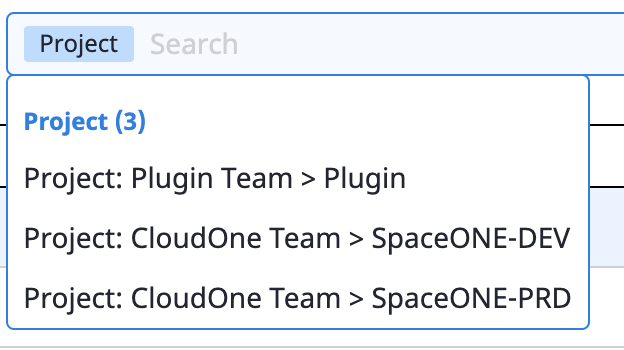 Project Search
Project (3)
Project: Plugin Team > Plugin
Project: CloudOne Team > SpaceONE-DEV
Project: CloudOne Team > SpaceONE-PRD